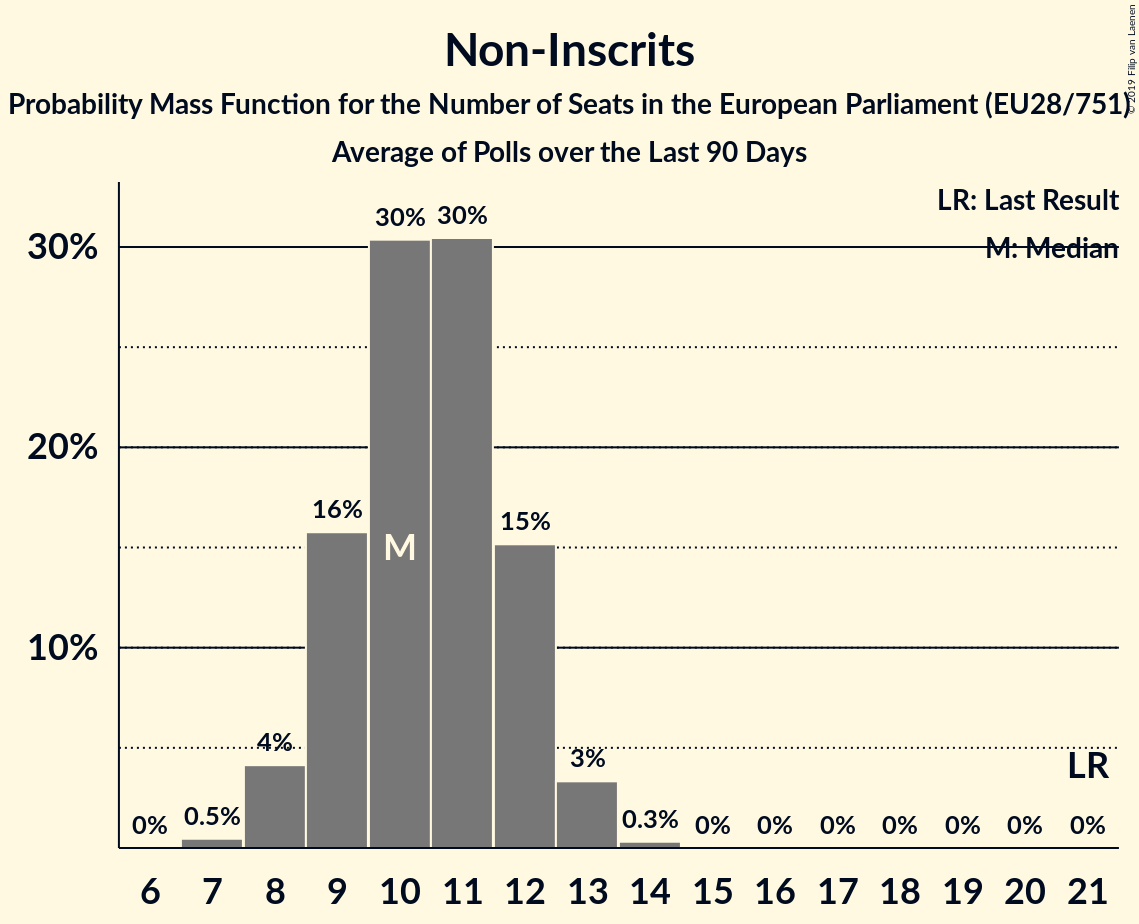 Non-Inscrits
Probability Mass Function for the Number of Seats in the European Parliament (EU28/751)
Average of Polls over the Last 90 Days
© 2019 Filip van Laenen
LR: Last Result
M: Median
30%
20%
10%
0%
0.5%
4%
16%
30%
30%
15%
3%
0.3%
0%
0%
0%
0%
0%
0%
0%
M
LR
6 7 8 9 10 11 12 13 14 15 16 17 18 19 20 21